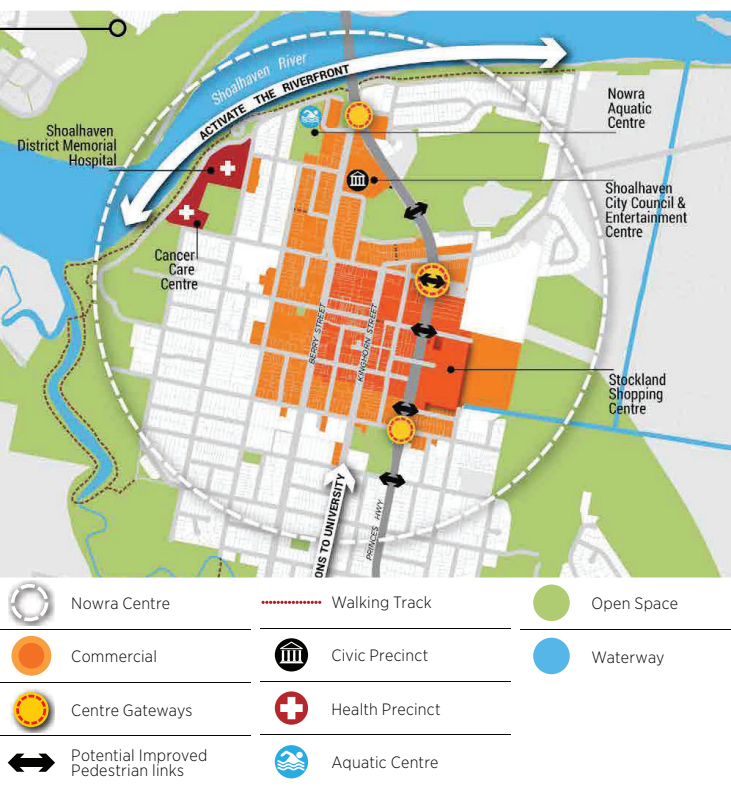 Shoalhaven River
ACTIVATE THE RIVERFRONT
Nowra
Aquatic
Centre
Shoalhaven
District Memorial
Hospital
Shoalhaven
City Council &
Entertainment
Centre
Cancer
Care
Centre
BERRY STREET
KINGHORN STREET
Stockland
Shopping
Centre
ONS TO UNIVERSITY
PRINCES HWY
Nowra Centre
Walking Track
Open Space
Commercial
Civic Precinct
Waterway
Centre Gateways
Health Precinct
Potential Improved
Pedestrian links
Aquatic Centre